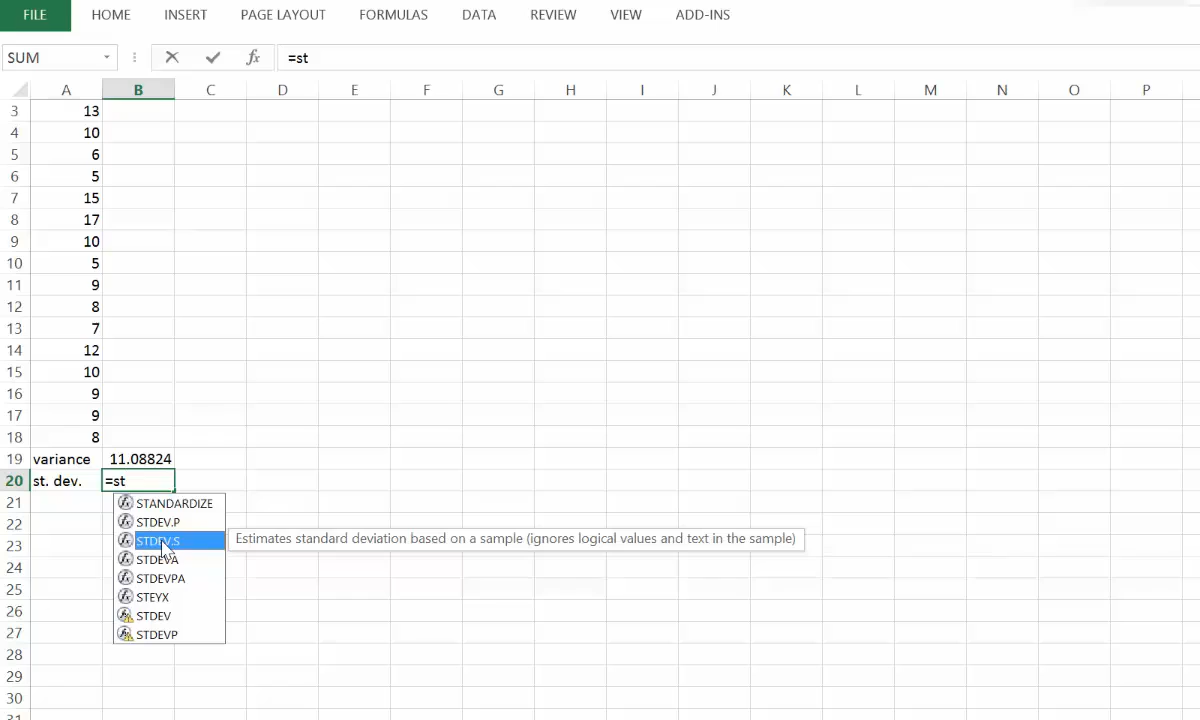 FILE HOME INSERT PAGE LAYOUT FORMULAS DATA REVIEW VIEW ADD-INS
SUM fx =st
A B C D E F G H I J K L M N O P
3 13
4 10
5 6
6 5
7 15
8 17
9 10
10 5
11 9
12 8
13 7
14 12
15 10
16 9
17 9
18 8
19 variance 11.08824
20 st. dev. =st
21 STANDARDIZE
22 STDEV.P
23 STDEV.S Estimates standard deviation based on a sample (ignores logical values and text in the sample)
24 STDEVA
25 STDEVPA
STEYX
26 STDEV
27 STDEVP
28
29
30
31